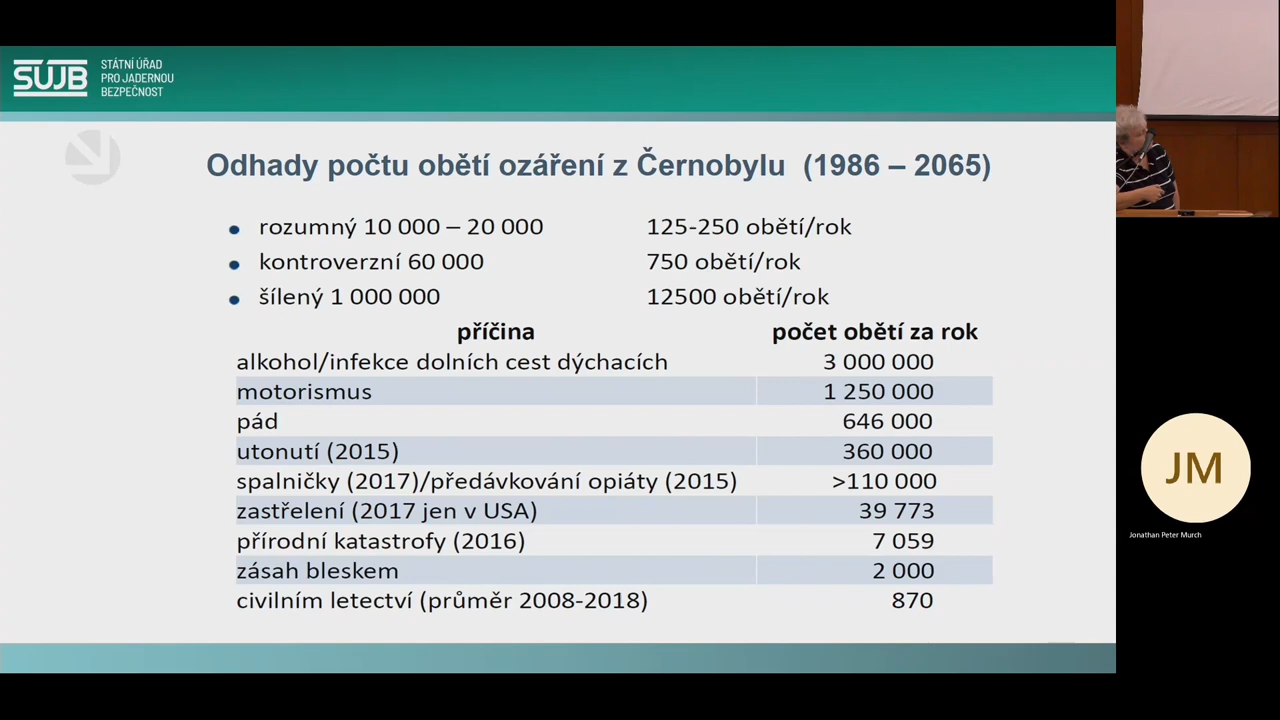 SÚJB
STÁTNÍ ÚŘAD
PRO JADERNOU
BEZPEČNOST
Odhady počtu obětí ozáření z Černobylu (1986 – 2065)
rozumný 10 000 – 20 000 125-250 obětí/rok
kontroverzní 60 000 750 obětí/rok
šílený 1 000 000 12500 obětí/rok
příčina počet obětí za rok
alkohol/infekce dolních cest dýchacích 3 000 000
motorismus 1 250 000
pád 646 000
utonutí (2015) 360 000
spalničky (2017)/předávkování opiáty (2015) >110 000
zastřelení (2017 jen v USA) 39 773
přírodní katastrofy (2016) 7 059
zásah bleskem 2 000
civilním letectví (průměr 2008-2018) 870
JM
Jonathan Peter Murch